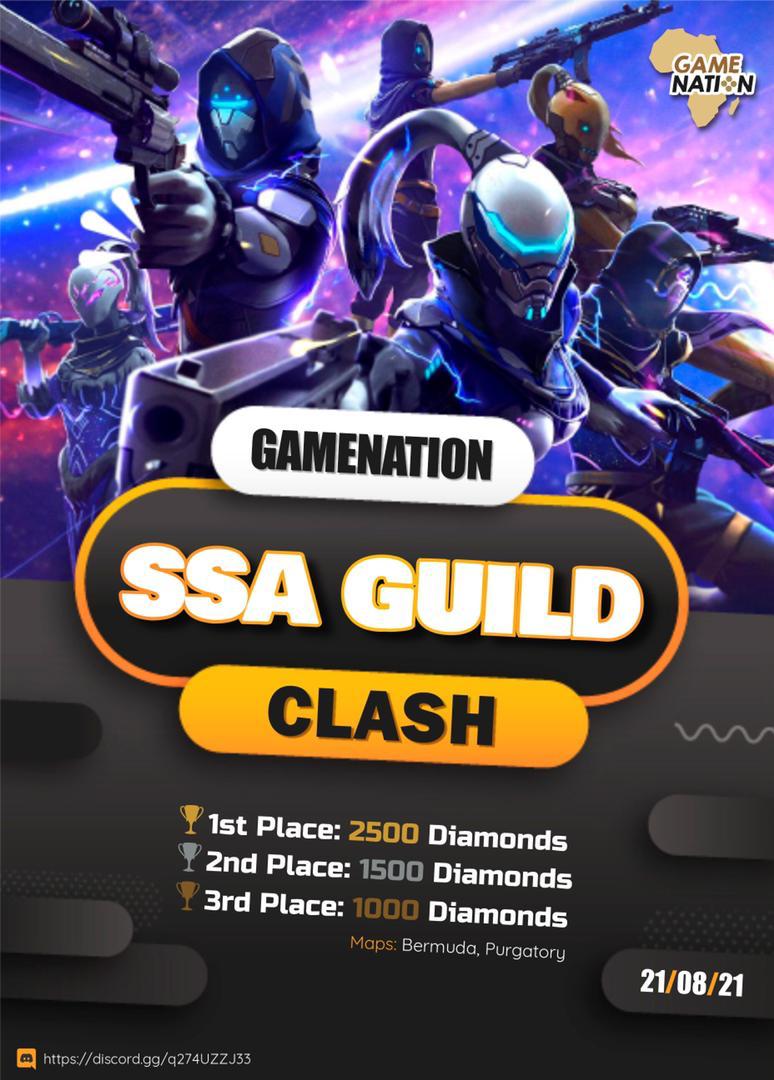 GAME
NATION
GAMENATION
SSA GUILD
CLASH
1st Place: 2500 Diamonds
2nd Place: 1500 Diamonds
3rd Place: 1000 Diamonds
Maps: Bermuda, Purgatory
21/08/21
https://discord.gg/q274UZZJ33